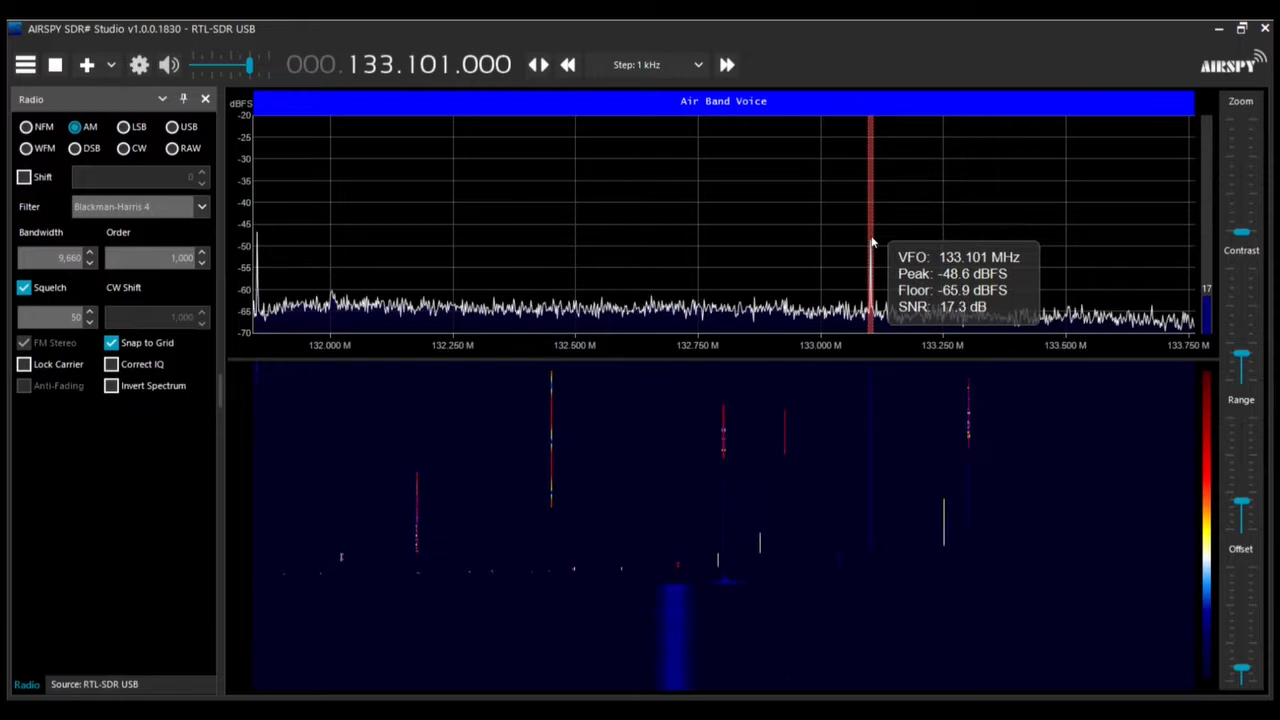 AIRSPY SDR# Studio v1.0.0.1830 - RTL-SDR USB
000.133.101.000
Step: 1 kHz
AIRSPY
Radio
NFM AM LSB USB
WFM DSB CW RAW
Shift 0
Filter Blackman-Harris 4
Bandwidth Order
9,660 1,000
Squelch CW Shift
50 1,000
FM Stereo Snap to Grid
Lock Carrier Correct IQ
Anti-Fading Invert Spectrum
Radio Source: RTL-SDR USB
dBFS
Air Band Voice
-20
-25
-30
-35
-40
-45
-50
-55
-60
-65
-70
VFO: 133.101 MHz
Peak: -48.6 dBFS
Floor: -65.9 dBFS
SNR: 17.3 dB
17
132.000 M 132.250 M 132.500 M 132.750 M 133.000 M 133.250 M 133.500 M 133.750 M
Zoom
Contrast
Range
Offset